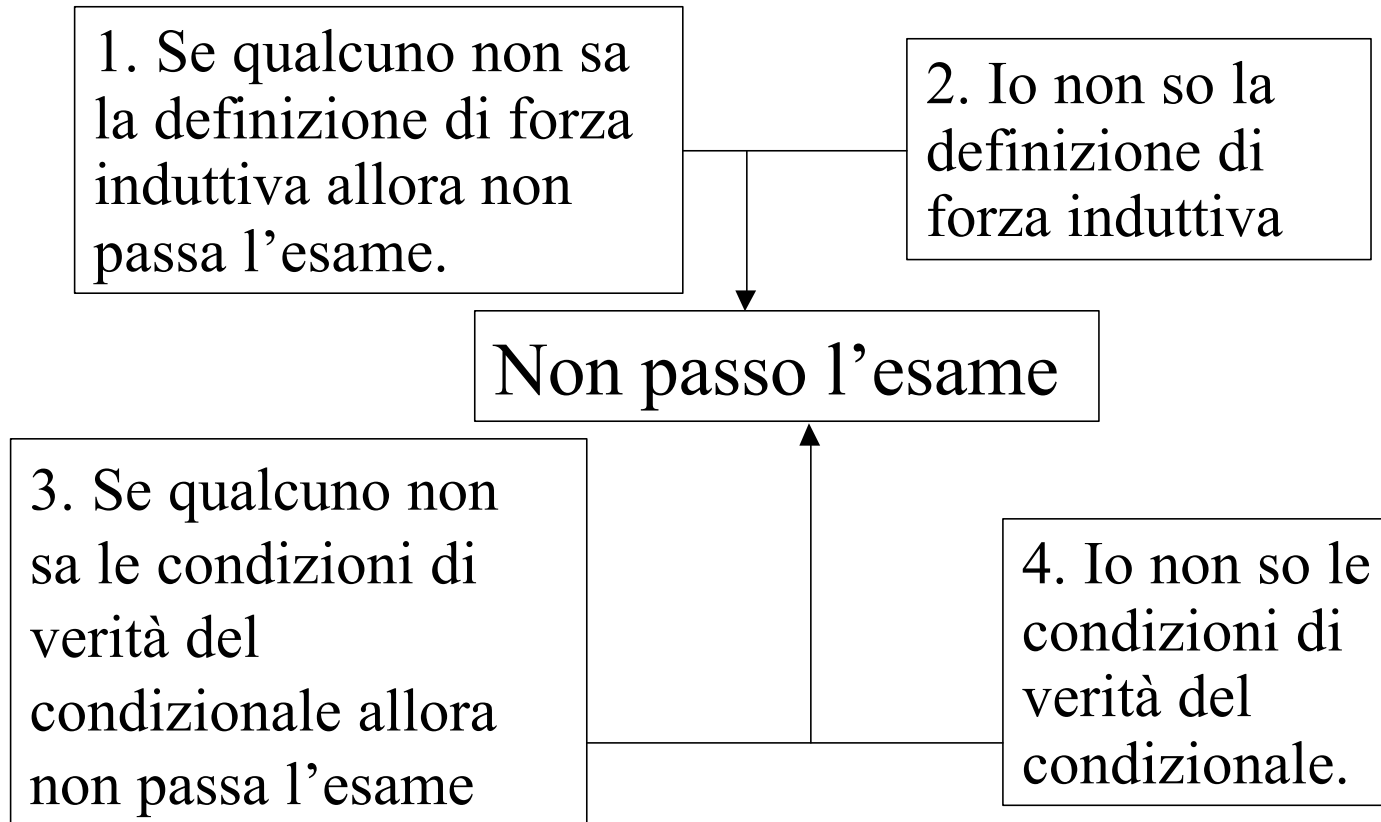 1. Se qualcuno non sa
la definizione di forza
induttiva allora non
passa l’esame.
2. Io non so la
definizione di
forza induttiva
Non passo l’esame
3. Se qualcuno non
sa le condizioni di
verità del
condizionale allora
non passa l’esame
4. Io non so le
condizioni di
verità del
condizionale.